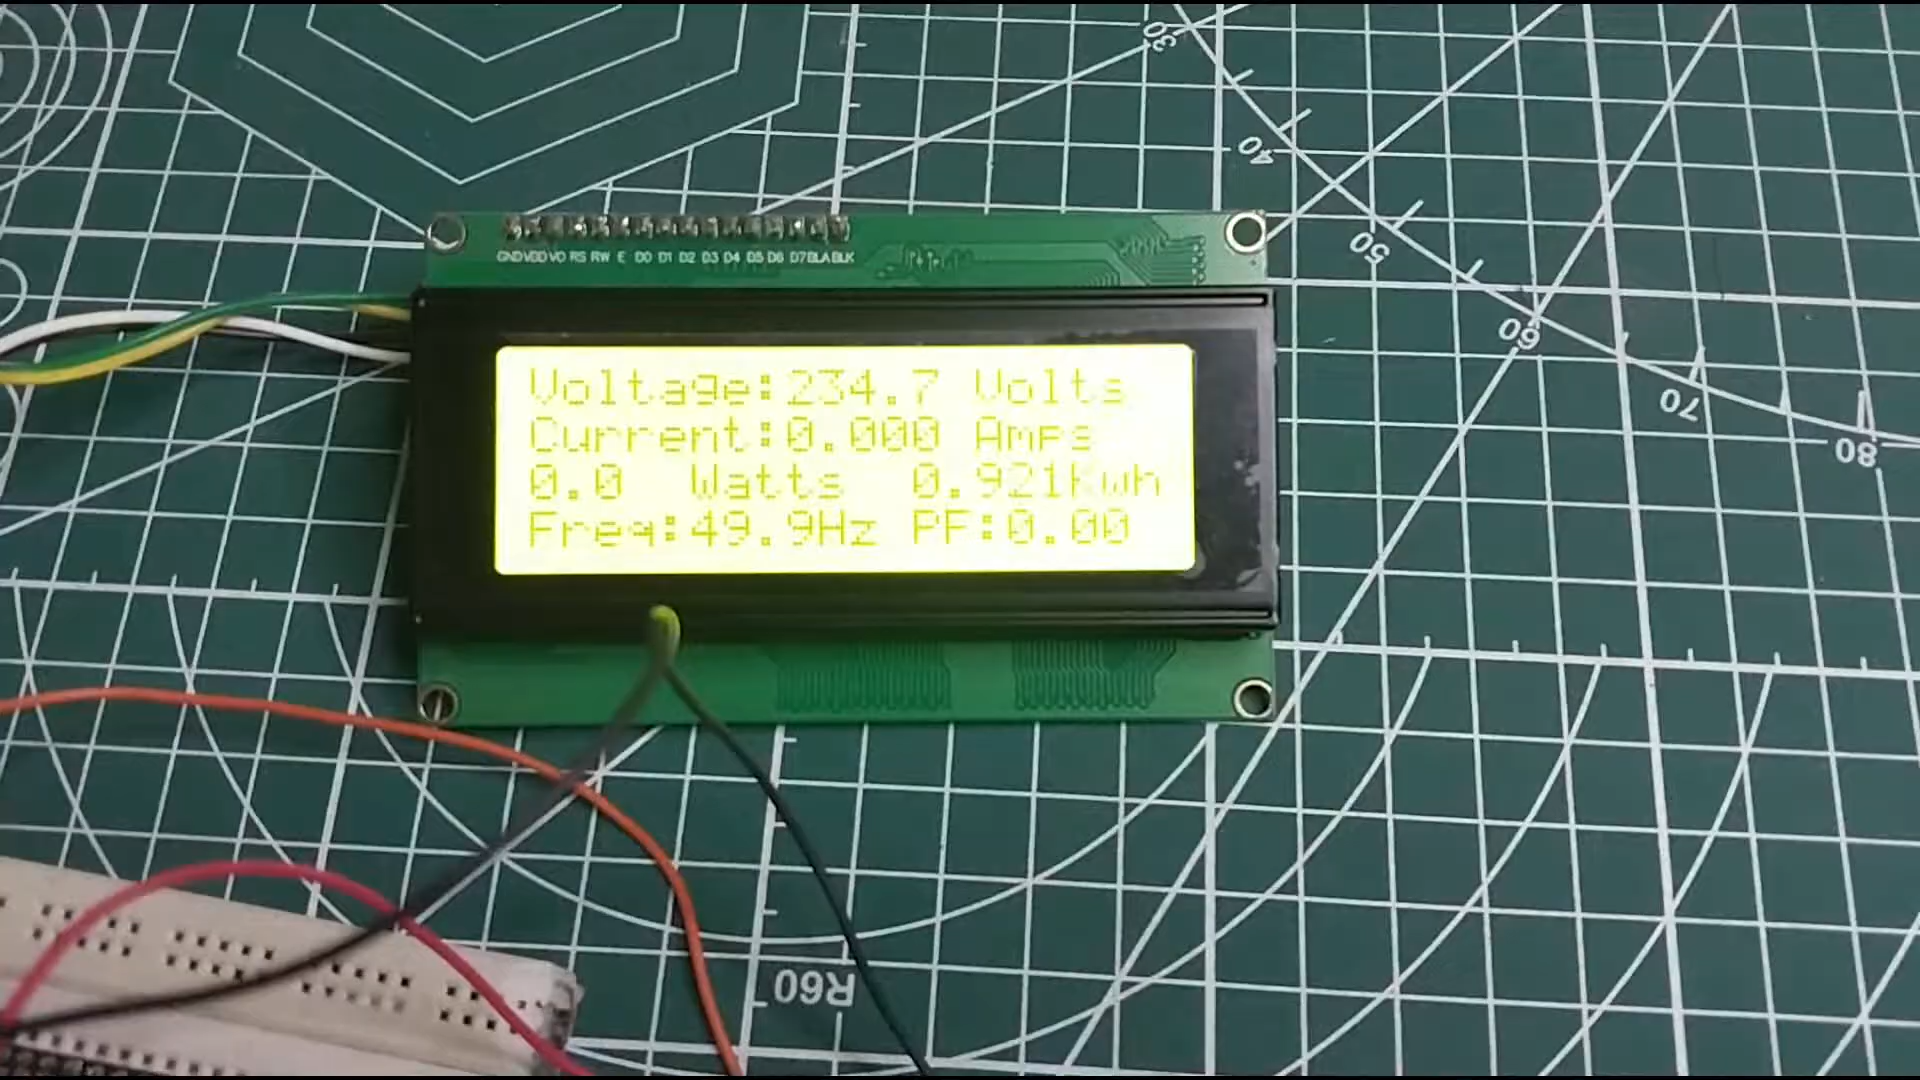 30
40
50
60
70
80
GND VDD VO RS RW E D0 D1 D2 D3 D4 D5 D6 D7 BLA BLK
Voltage:234.7 Volts
Current:0.000 Amps
0.0 Watts 0.921Kwh
Freq:49.9Hz PF:0.00
R60